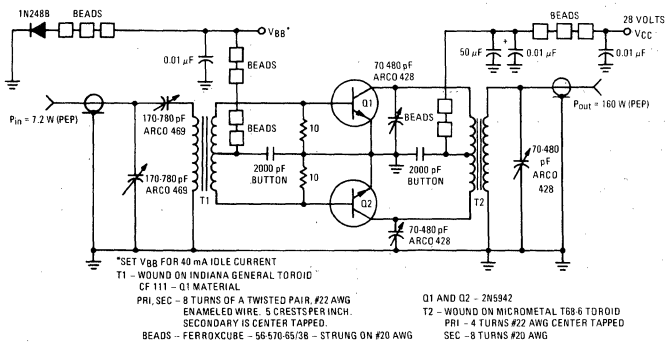 1N248B
BEADS
VBB*
0.01 µF
BEADS
28 VOLTS
BEADS
VCC
50 µF
+
0.01 µF
0.01 µF
70-480 pF
ARCO 428
Q1
Pin = 7.2 W (PEP)
170-780 pF
ARCO 469
BEADS
10
BEADS
Pout = 160 W (PEP)
2000 pF
BUTTON
2000 pF
BUTTON
170-780 pF
ARCO 469
T1
10
Q2
T2
70-480
pF
ARCO
428
70-480 pF
ARCO 428
*SET VBB FOR 40 mA IDLE CURRENT
T1 – WOUND ON INDIANA GENERAL TOROID
CF 111 – Q1 MATERIAL
PRI, SEC – 8 TURNS OF A TWISTED PAIR, #22 AWG
ENAMELED WIRE. 5 CRESTS PER INCH.
SECONDARY IS CENTER TAPPED.
BEADS – FERROXCUBE – 56-570-65/3B – STRUNG ON #20 AWG
Q1 AND Q2 – 2N5942
T2 – WOUND ON MICROMETAL T68-6 TOROID
PRI – 4 TURNS #22 AWG CENTER TAPPED
SEC – 8 TURNS #20 AWG